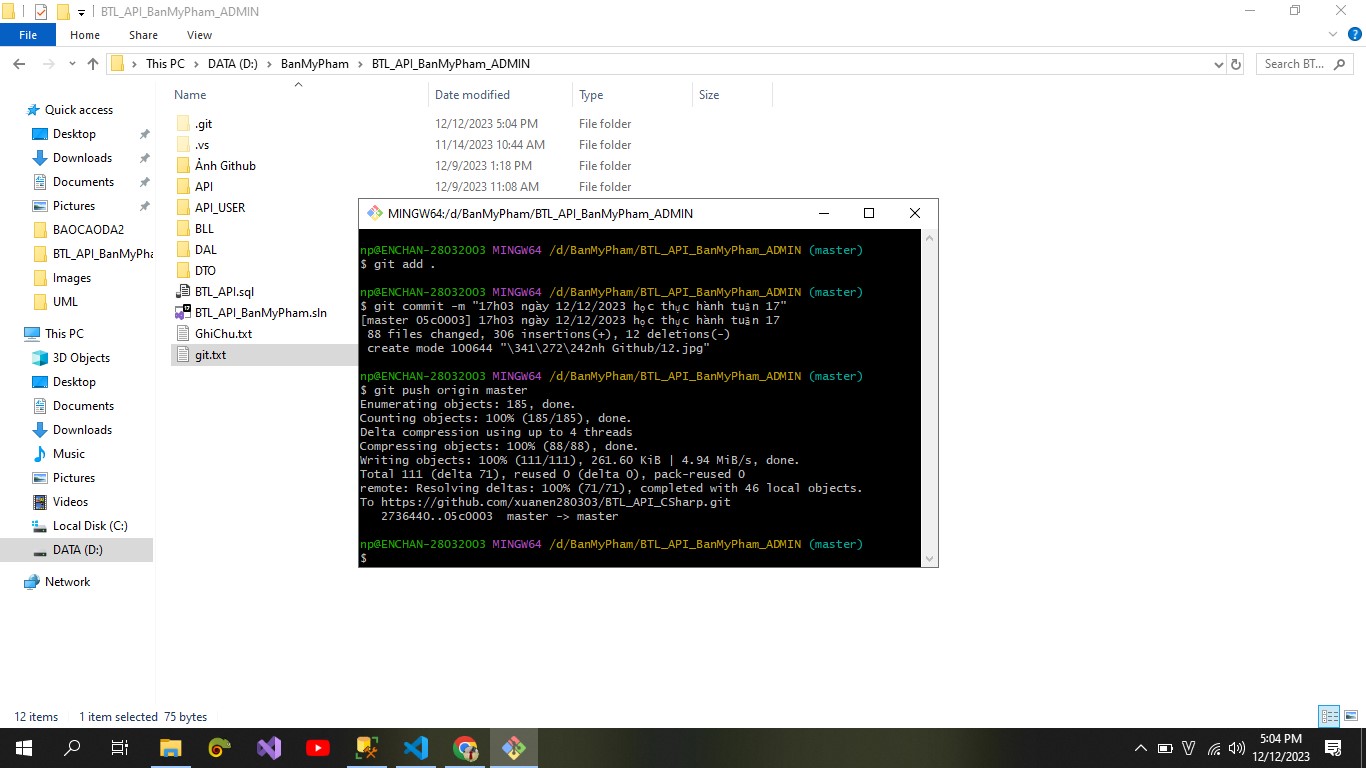 BTL_API_BanMyPham_ADMIN
File Home Share View
This PC DATA (D:) BanMyPham BTL_API_BanMyPham_ADMIN
Search BT...
Name Date modified Type Size
Quick access
Desktop
Downloads
Documents
Pictures
BAOCAODA2
BTL_API_BanMyPha
Images
UML
This PC
3D Objects
Desktop
Documents
Downloads
Music
Pictures
Videos
Local Disk (C:)
DATA (D:)
Network
.git 12/12/2023 5:04 PM File folder
.vs 11/14/2023 10:44 AM File folder
Ảnh Github 12/9/2023 1:18 PM File folder
API 12/9/2023 11:08 AM File folder
API_USER
BLL
DAL
DTO
BTL_API.sql
BTL_API_BanMyPham.sln
GhiChu.txt
git.txt
MINGW64:/d/BanMyPham/BTL_API_BanMyPham_ADMIN
np@ENCHAN-28032003 MINGW64 /d/BanMyPham/BTL_API_BanMyPham_ADMIN (master)
$ git add .
np@ENCHAN-28032003 MINGW64 /d/BanMyPham/BTL_API_BanMyPham_ADMIN (master)
$ git commit -m "17h03 ngày 12/12/2023 học thực hành tuần 17"
[master 05c0003] 17h03 ngày 12/12/2023 học thực hành tuần 17
88 files changed, 306 insertions(+), 12 deletions(-)
create mode 100644 "\341\272\242nh Github/12.jpg"
np@ENCHAN-28032003 MINGW64 /d/BanMyPham/BTL_API_BanMyPham_ADMIN (master)
$ git push origin master
Enumerating objects: 185, done.
Counting objects: 100% (185/185), done.
Delta compression using up to 4 threads
Compressing objects: 100% (88/88), done.
Writing objects: 100% (111/111), 261.60 KiB | 4.94 MiB/s, done.
Total 111 (delta 71), reused 0 (delta 0), pack-reused 0
remote: Resolving deltas: 100% (71/71), completed with 46 local objects.
To https://github.com/xuanen280303/BTL_API_CSharp.git
2736440..05c0003 master -> master
np@ENCHAN-28032003 MINGW64 /d/BanMyPham/BTL_API_BanMyPham_ADMIN (master)
$
12 items 1 item selected 75 bytes
5:04 PM
12/12/2023